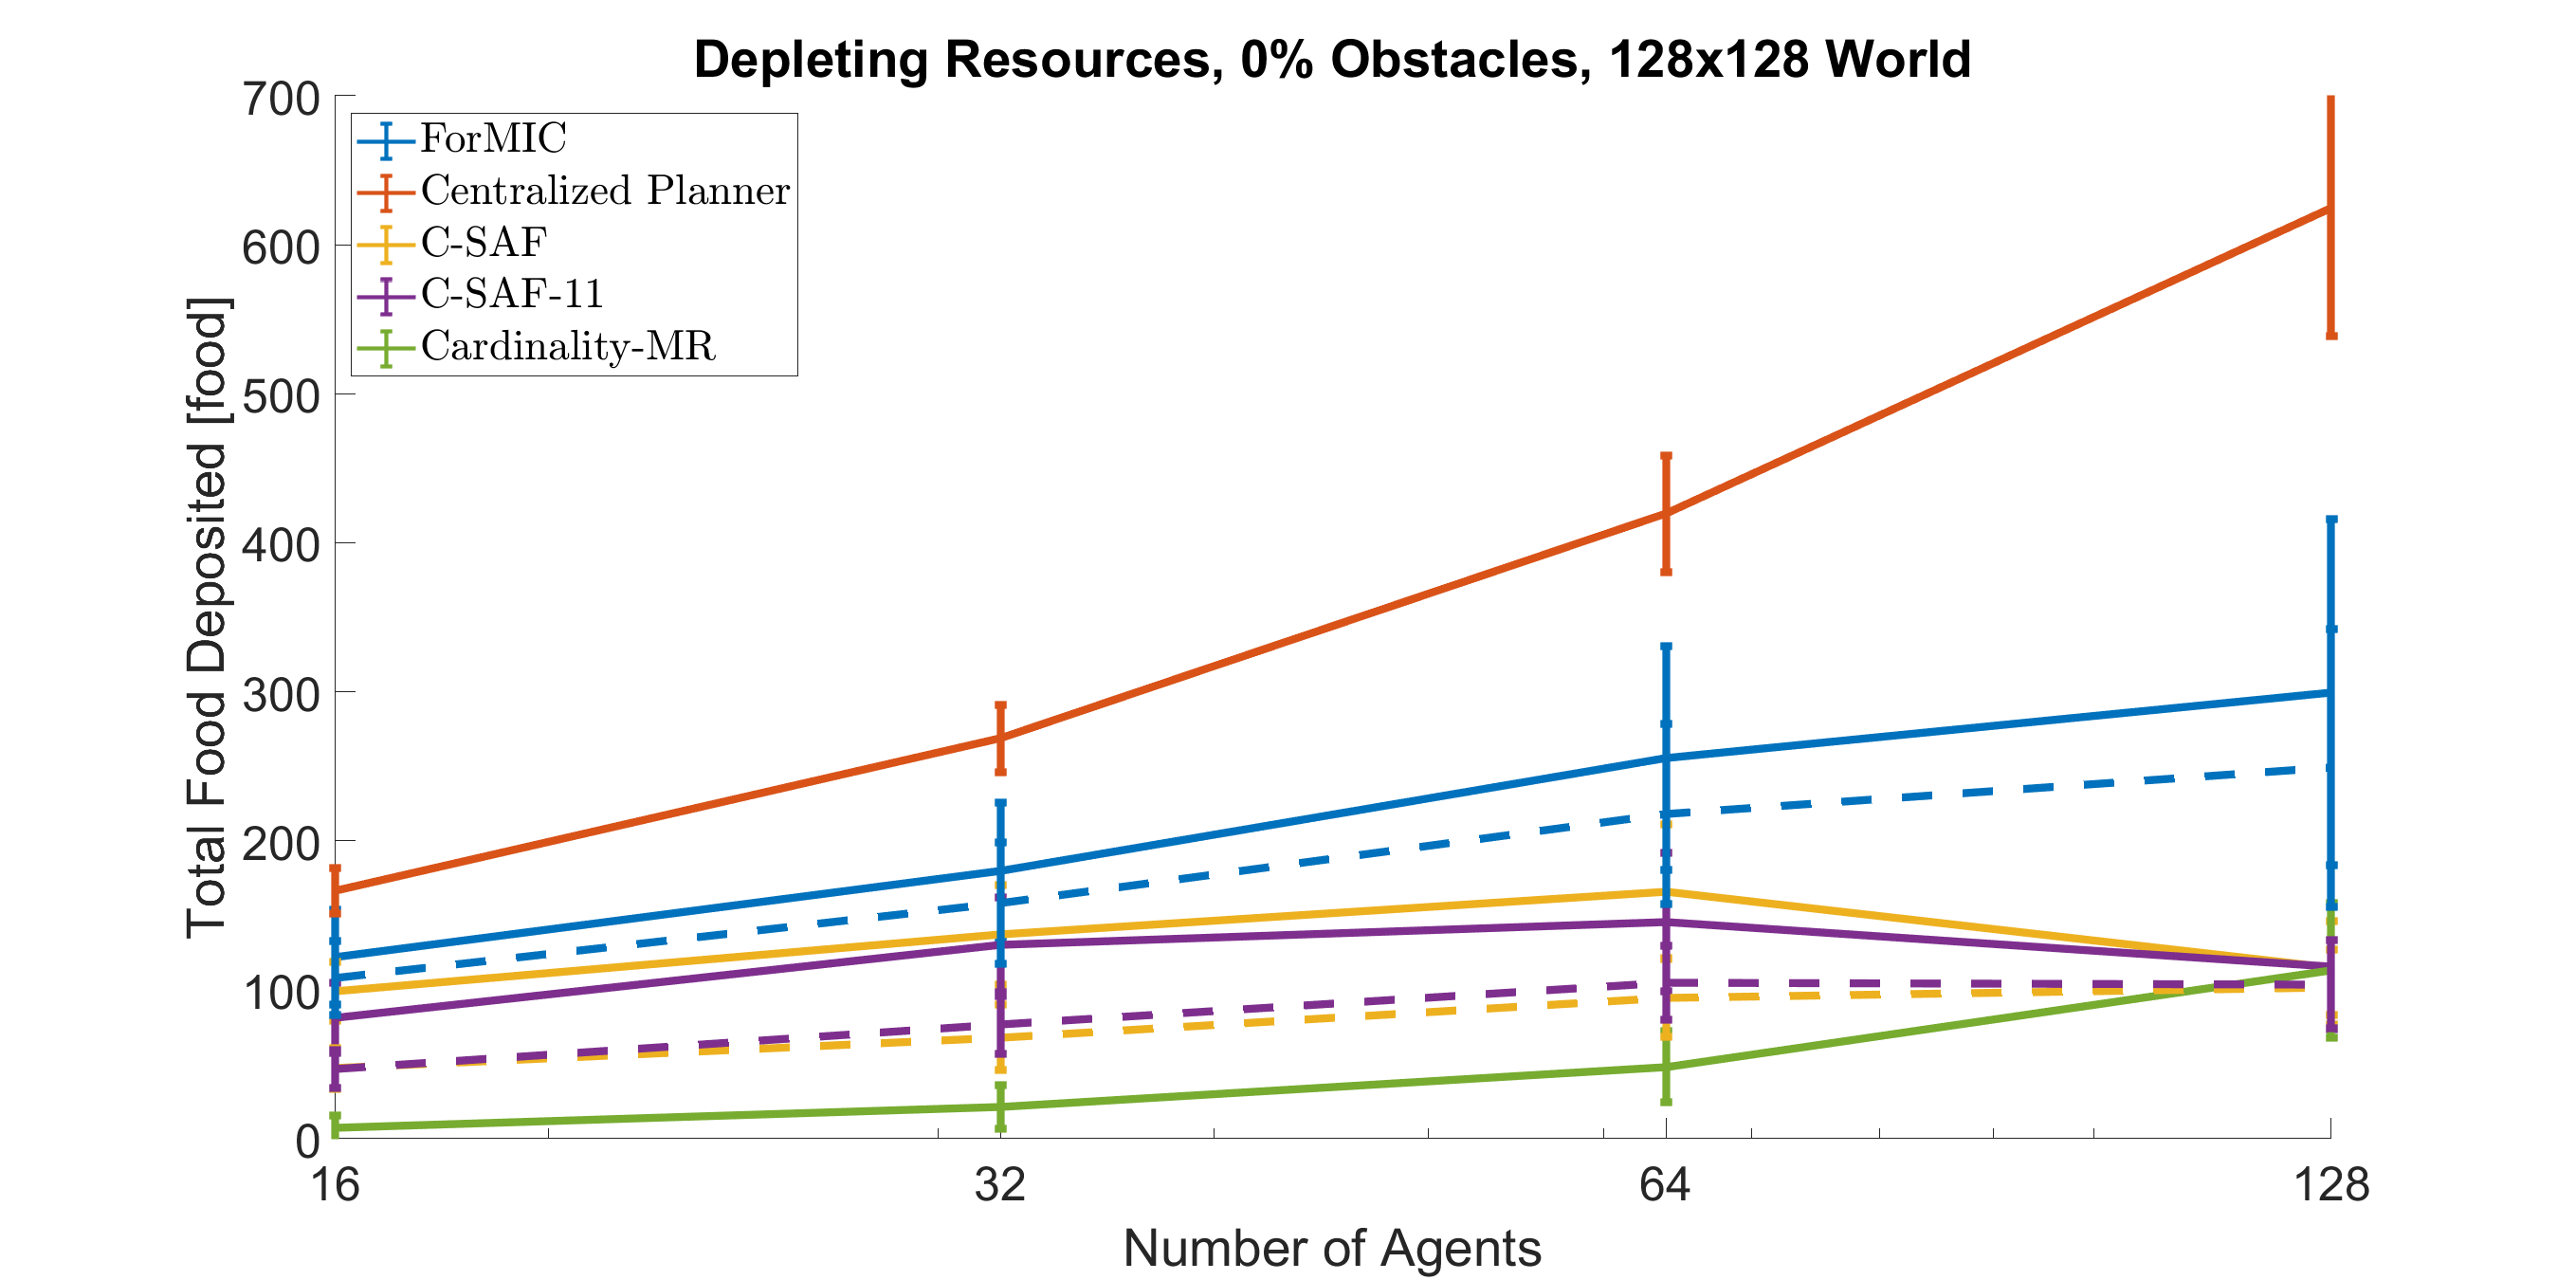 Depleting Resources, 0% Obstacles, 128x128 World
700
600
500
400
300
200
100
0
Total Food Deposited [food]
ForMIC
Centralized Planner
C-SAF
C-SAF-11
Cardinality-MR
16 32 64 128
Number of Agents